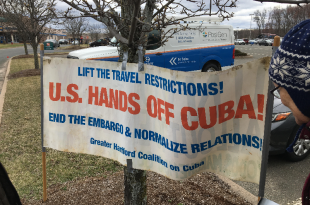 LIFT THE TRAVEL RESTRICTIONS!
U.S. HANDS OFF CUBA!
END THE EMBARGO & NORMALIZE RELATIONS!
Greater Hartford Coalition on Cuba